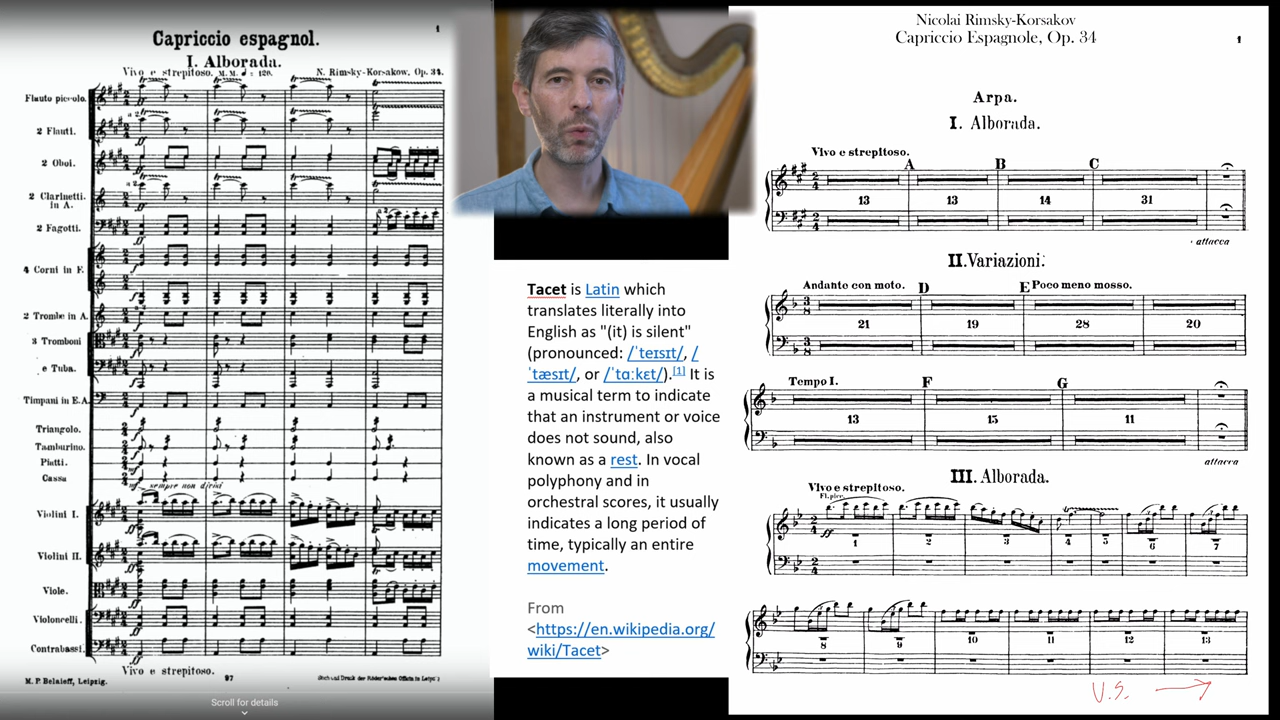 Capriccio espagnol.
1
I. Alborada.
Vivo e strepitoso. M.M. = 120.
N. Rimsky-Korsakow, Op. 34.
Flauto piccolo.
2 Flauti.
2 Oboi.
2 Clarinetti.
in A.
2 Fagotti.
4 Corni in F.
2 Trombe in A.
3 Tromboni
e Tuba.
Timpani in E.A.
Triangolo.
Tamburino.
Piatti.
Cassa
sempre non divisi
Violini I.
Violini II.
Viole.
Violoncelli.
Contrabassi.
Vivo e strepitoso.
M. P. Belaieff, Leipzig.
97
Scroll for details
Tacet is Latin which
translates literally into
English as "(it) is silent"
(pronounced: /ˈteɪsɪt/, /
ˈtæsɪt/, or /ˈtɑːkɛt/).[1] It is
a musical term to indicate
that an instrument or voice
does not sound, also
known as a rest. In vocal
polyphony and in
orchestral scores, it usually
indicates a long period of
time, typically an entire
movement.
From
<https://en.wikipedia.org/
wiki/Tacet>
Nicolai Rimsky-Korsakov
Capriccio Espagnole, Op. 34
1
Arpa.
I. Alborada.
Vivo e strepitoso.
A B C
13 13 14 31
attacca
II. Variazioni.
Andante con moto. D E Poco meno mosso.
21 19 28 20
Tempo I. F G
13 15 11
attacca
III. Alborada.
Vivo e strepitoso.
Fl. picc.
ff
1 2 3 4 5 6 7
8 9 10 11 12 13
V.S.